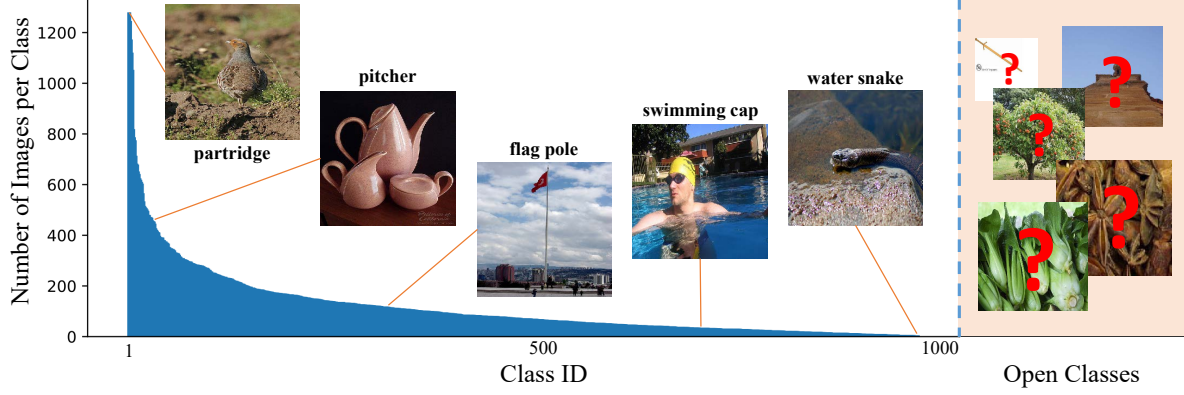 Number of Images per Class
1200
1000
800
600
400
200
0
partridge
pitcher
flag pole
swimming cap
water snake
?
?
?
?
?
1
500
1000
Class ID
Open Classes